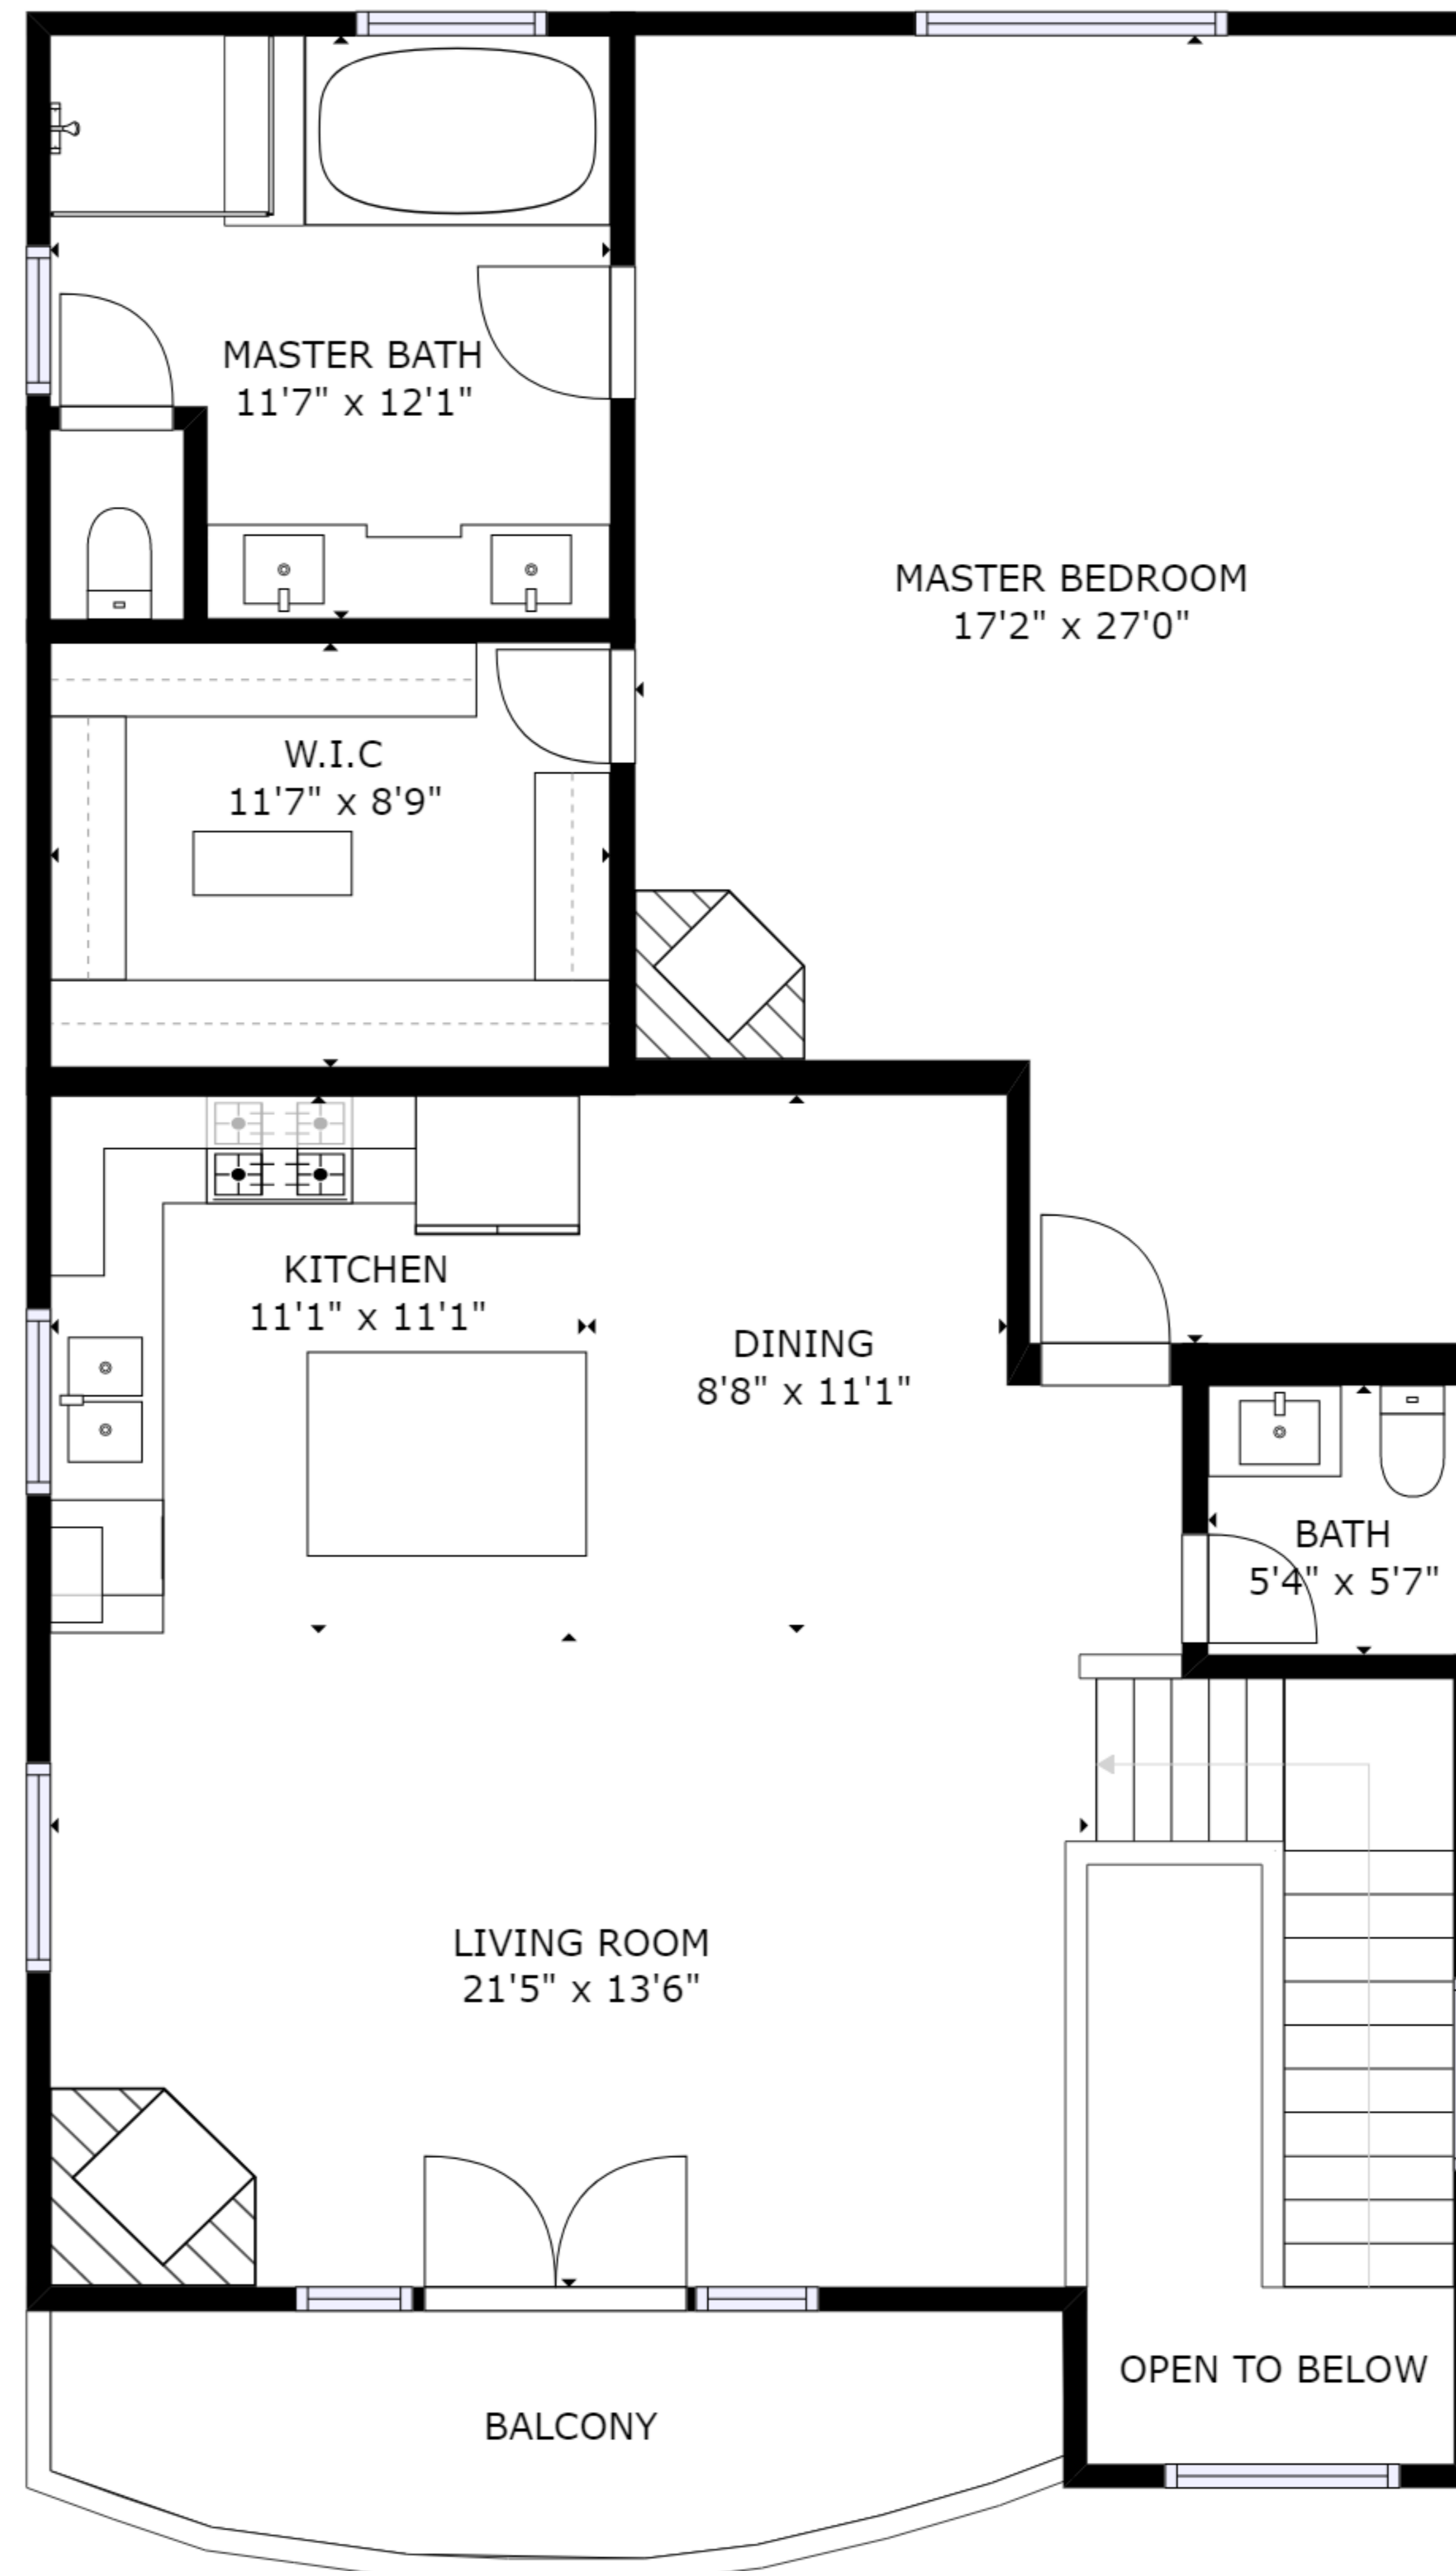 MASTER BATH
11'7" x 12'1"
MASTER BEDROOM
17'2" x 27'0"
W.I.C
11'7" x 8'9"
KITCHEN
11'1" x 11'1"
DINING
8'8" x 11'1"
BATH
5'4" x 5'7"
LIVING ROOM
21'5" x 13'6"
OPEN TO BELOW
BALCONY